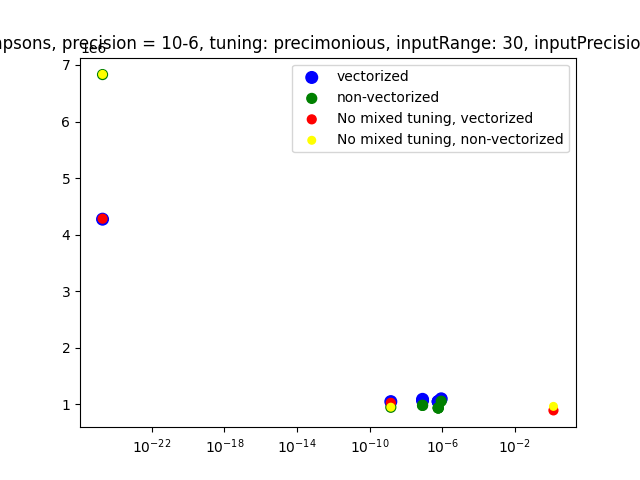 psons, precision = 10-6, tuning: precimonious, inputRange: 30, inputPrecisio
7
6
5
4
3
2
1
vectorized
non-vectorized
No mixed tuning, vectorized
No mixed tuning, non-vectorized
10⁻²² 10⁻¹⁸ 10⁻¹⁴ 10⁻¹⁰ 10⁻⁶ 10⁻²